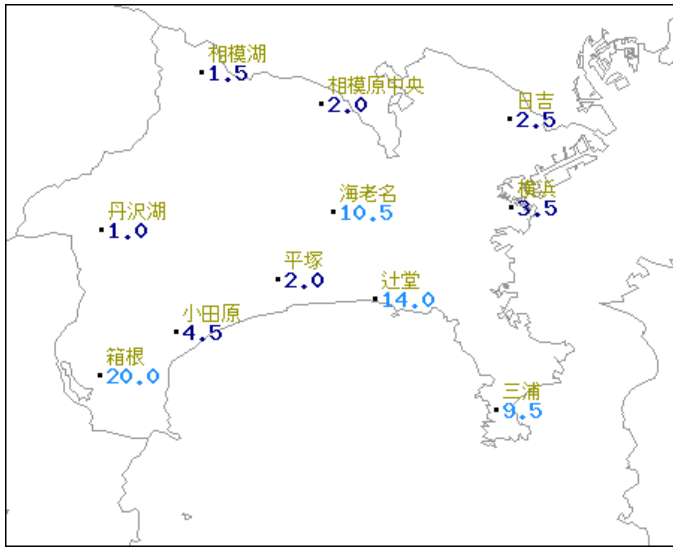 相模湖
1.5
相模原中央
2.0
日吉
2.5
海老名
10.5
横浜
3.5
丹沢湖
1.0
平塚
2.0
辻堂
14.0
小田原
4.5
箱根
20.0
三浦
9.5